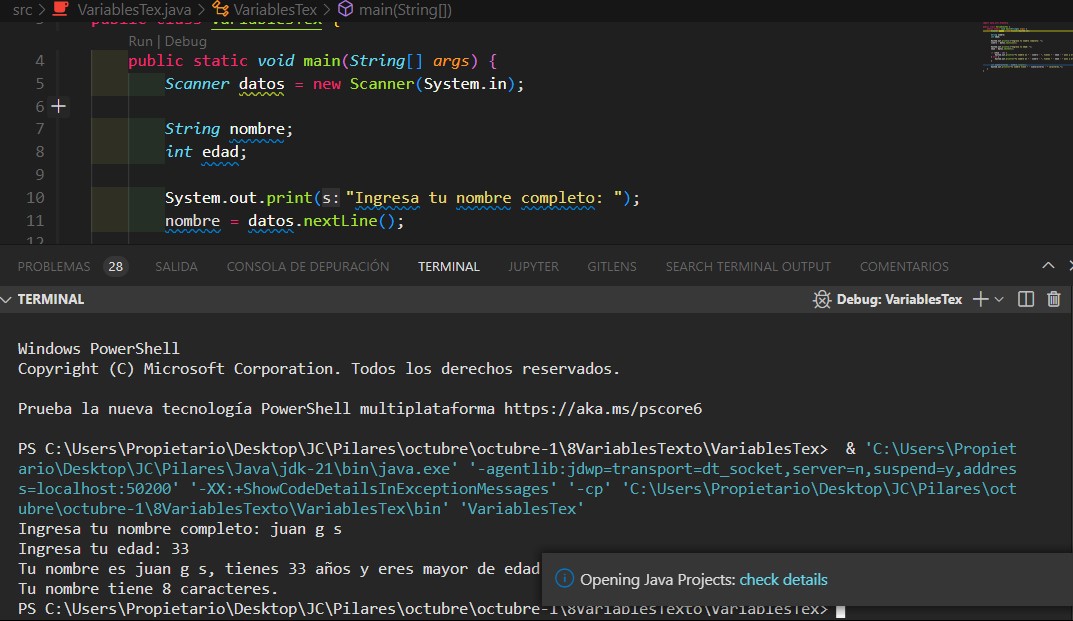 src > VariablesTex.java > VariablesTex > main(String[])
3 public class VariablesTex {
Run | Debug
4 public static void main(String[] args) {
5 Scanner datos = new Scanner(System.in);
6
7 String nombre;
8 int edad;
9
10 System.out.print(s: "Ingresa tu nombre completo: ");
11 nombre = datos.nextLine();
12
PROBLEMAS 28 SALIDA CONSOLA DE DEPURACIÓN TERMINAL JUPYTER GITLENS SEARCH TERMINAL OUTPUT COMENTARIOS
TERMINAL Debug: VariablesTex
Windows PowerShell
Copyright (C) Microsoft Corporation. Todos los derechos reservados.
Prueba la nueva tecnología PowerShell multiplataforma https://aka.ms/pscore6
PS C:\Users\Propietario\Desktop\JC\Pilares\octubre\octubre-1\8VariablesTexto\VariablesTex>  & 'C:\Users\Propiet
ario\Desktop\JC\Pilares\Java\jdk-21\bin\java.exe' '-agentlib:jdwp=transport=dt_socket,server=n,suspend=y,addres
s=localhost:50200' '-XX:+ShowCodeDetailsInExceptionMessages' '-cp' 'C:\Users\Propietario\Desktop\JC\Pilares\oct
ubre\octubre-1\8VariablesTexto\VariablesTex\bin' 'VariablesTex'
Ingresa tu nombre completo: juan g s
Ingresa tu edad: 33
Tu nombre es juan g s, tienes 33 años y eres mayor de edad
Tu nombre tiene 8 caracteres.
PS C:\Users\Propietario\Desktop\JC\Pilares\octubre\octubre-1\8VariablesTexto\VariablesTex>
Opening Java Projects: check details